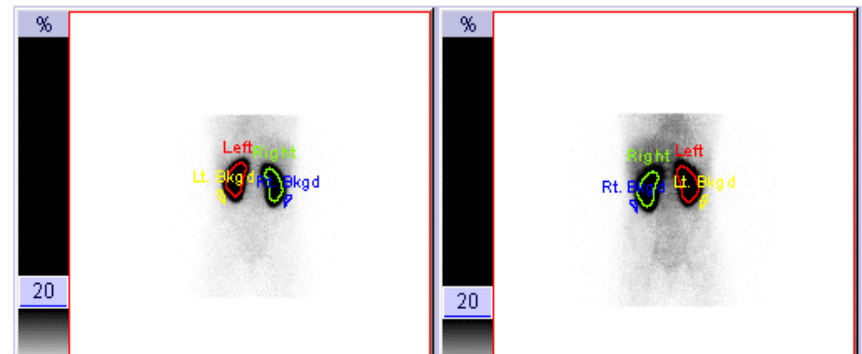 %
Left Right
Lt. Bkgd Rt. Bkgd
20
%
Right Left
Rt. Bkgd Lt. Bkgd
20